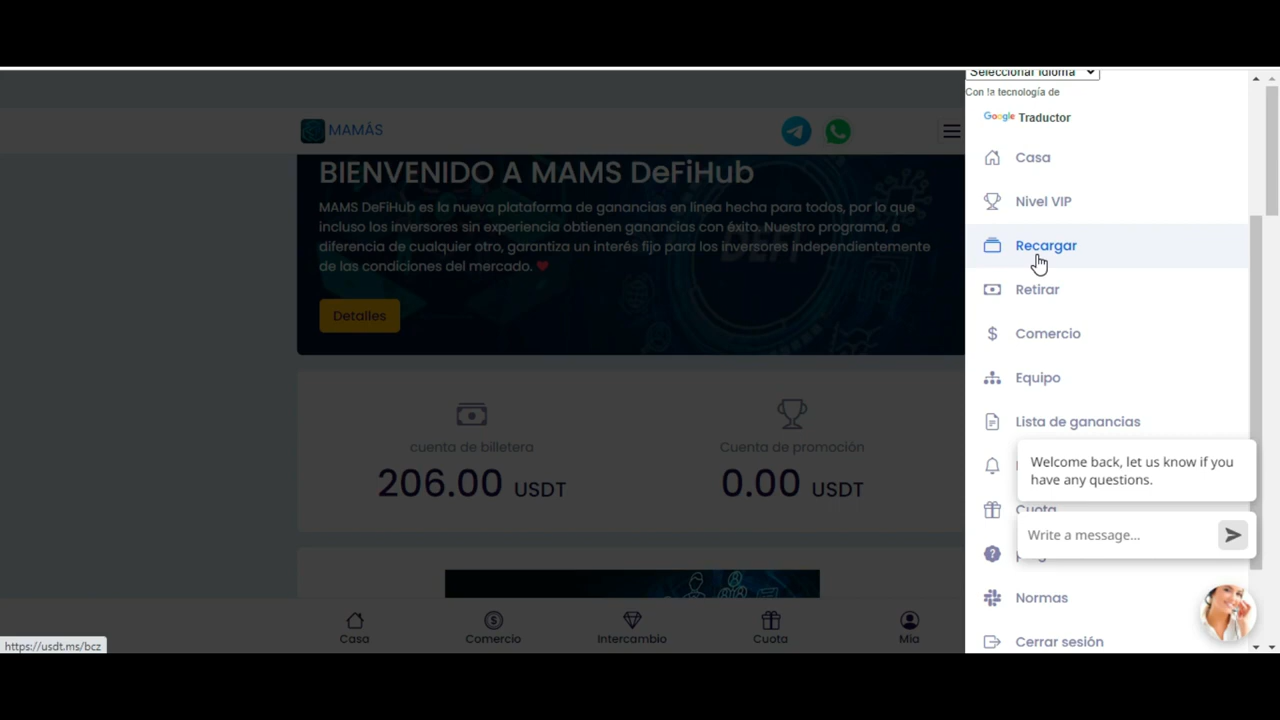 Seleccionar idioma
Con la tecnología de
Google Traductor
MAMÁS
Casa
Nivel VIP
Recargar
Retirar
Comercio
Equipo
Lista de ganancias
Cuota
Normas
Cerrar sesión
BIENVENIDO A MAMS DeFiHub
MAMS DeFiHub es la nueva plataforma de ganancias en línea hecha para todos, por lo que
incluso los inversores sin experiencia obtienen ganancias con éxito. Nuestro programa, a
diferencia de cualquier otro, garantiza un interés fijo para los inversores independientemente
de las condiciones del mercado. ❤
Detalles
DEFI
cuenta de billetera
206.00 USDT
Cuenta de promoción
0.00 USDT
Welcome back, let us know if you
have any questions.
Write a message...
Casa
Comercio
Intercambio
Cuota
Mía
https://usdt.ms/bcz